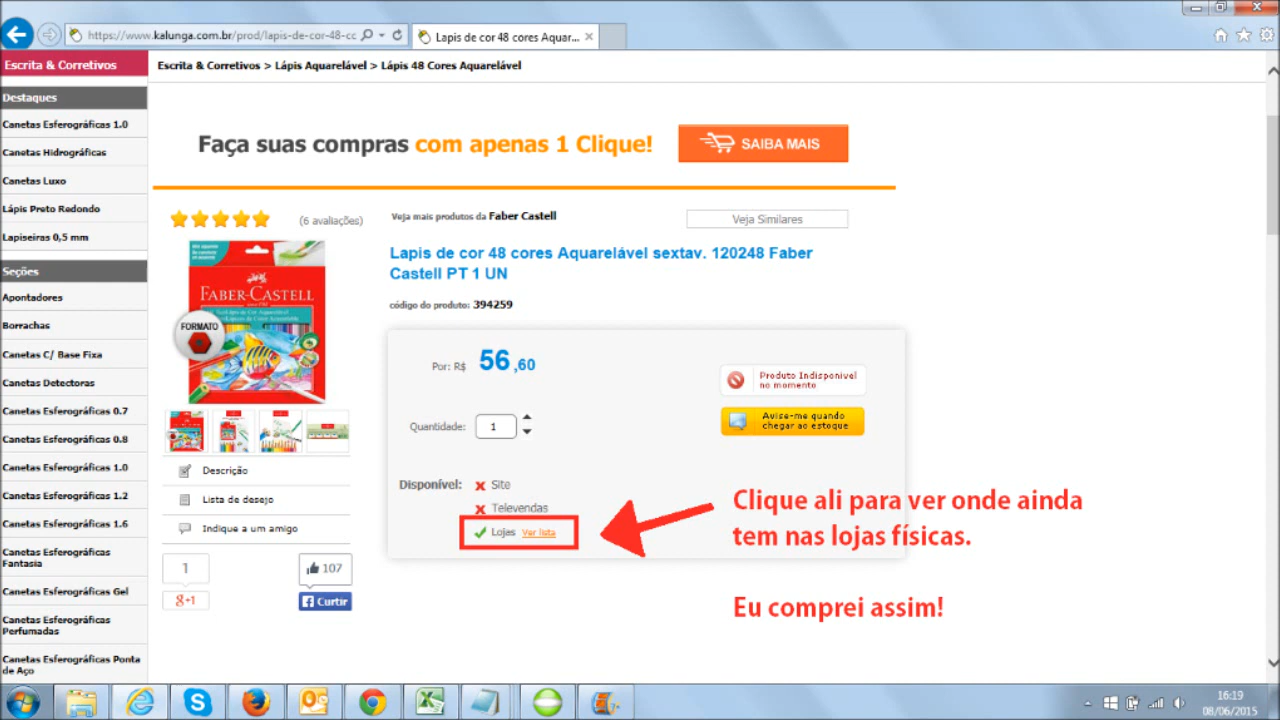 https://www.kalunga.com.br/prod/lapis-de-cor-48-cc
Lapis de cor 48 cores Aquar...
Escrita & Corretivos
Escrita & Corretivos > Lápis Aquarelável > Lápis 48 Cores Aquarelável
Destaques
Canetas Esferográficas 1.0
Canetas Hidrográficas
Canetas Luxo
Lápis Preto Redondo
Lapiseiras 0,5 mm
Seções
Apontadores
Borrachas
Canetas C/ Base Fixa
Canetas Detectoras
Canetas Esferográficas 0.7
Canetas Esferográficas 0.8
Canetas Esferográficas 1.0
Canetas Esferográficas 1.2
Canetas Esferográficas 1.6
Canetas Esferográficas
Fantasia
Canetas Esferográficas Gel
Canetas Esferográficas
Perfumadas
Canetas Esferográficas Ponta
de Aço
Faça suas compras com apenas 1 Clique!
SAIBA MAIS
(6 avaliações)
Veja mais produtos da Faber Castell
Veja Similares
Lapis de cor 48 cores Aquarelável sextav. 120248 Faber
Castell PT 1 UN
código do produto: 394259
FABER-CASTELL
FORMATO
Por: R$ 56,60
Produto Indisponivel
no momento
Avise-me quando
chegar ao estoque
Quantidade: 1
Disponível: Site
Televendas
Lojas Ver lista
Descrição
Lista de desejo
Indique a um amigo
1
107
g+1
Curtir
Clique ali para ver onde ainda
tem nas lojas físicas.
Eu comprei assim!
16:19
08/06/2015